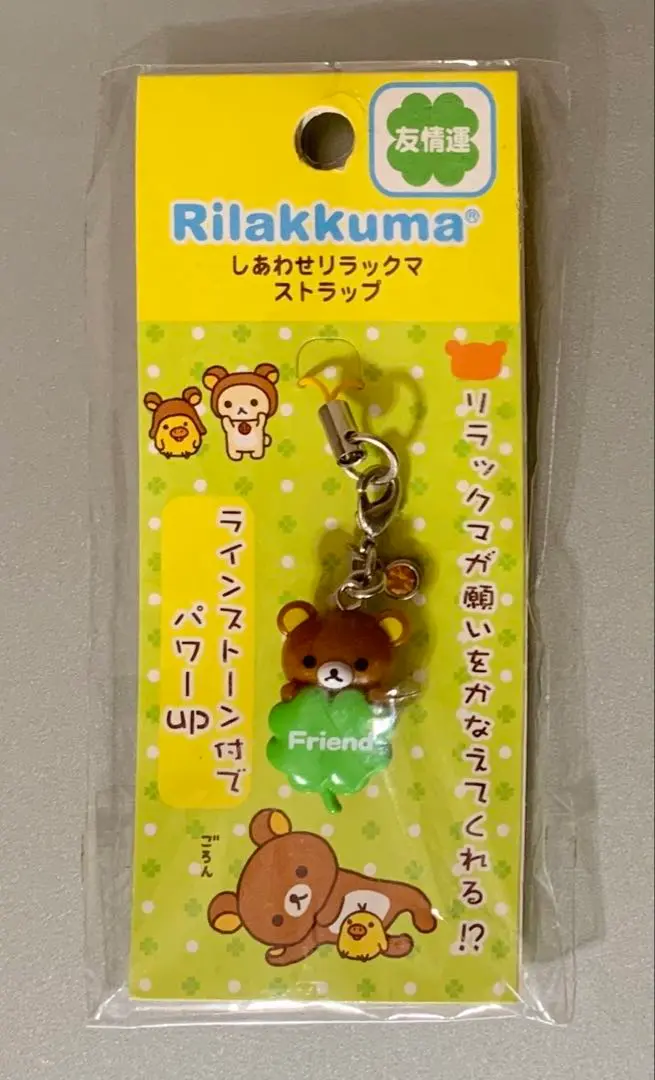 友情運
Rilakkuma®
しあわせリラックマ
ストラップ
リラックマが願いをかなえてくれる!?
ラインストーン付で
パワーup
Friend
ごろん